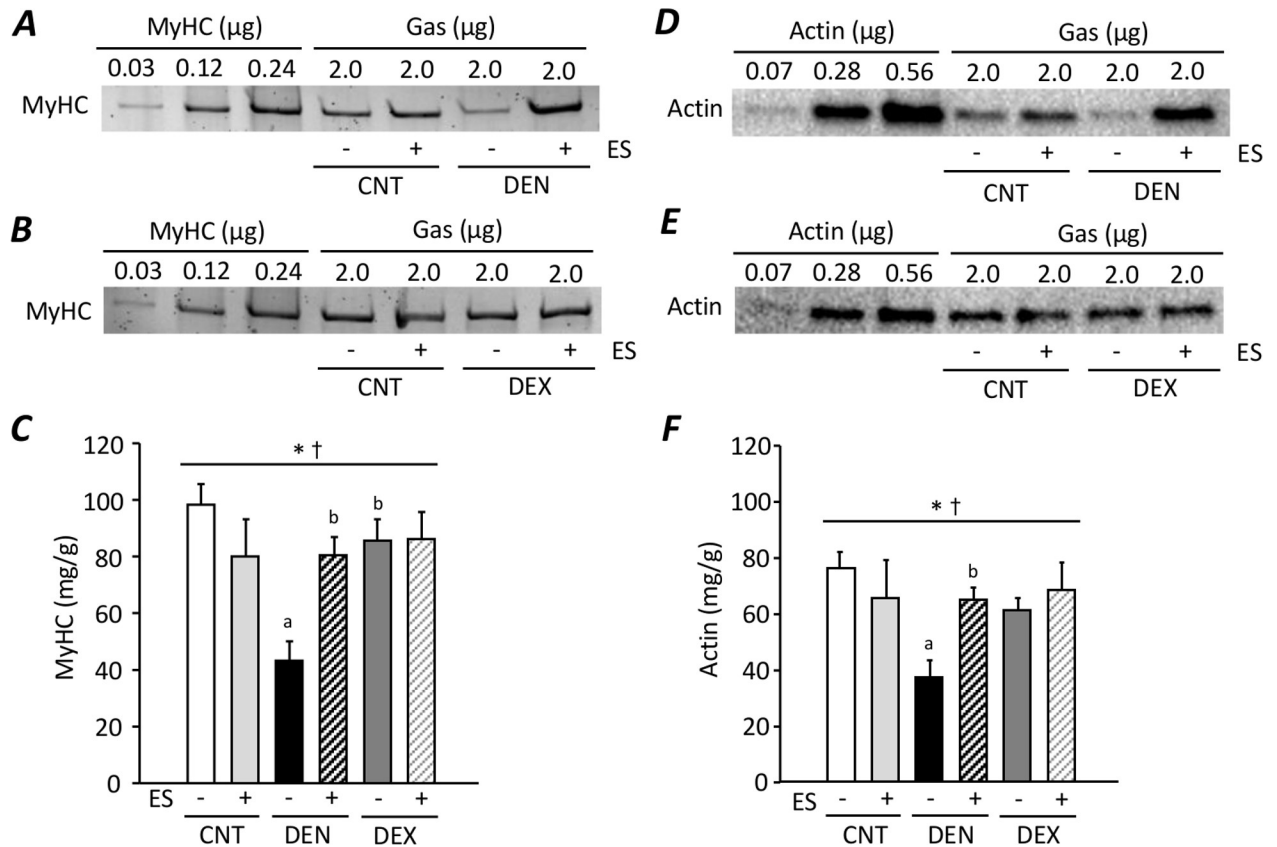 A
MyHC (µg) Gas (µg)
0.03 0.12 0.24 2.0 2.0 2.0 2.0
MyHC
- + - + ES
CNT DEN
B
MyHC (µg) Gas (µg)
0.03 0.12 0.24 2.0 2.0 2.0 2.0
MyHC
- + - + ES
CNT DEX
C
MyHC (mg/g)
120
100
80
60
40
20
0
* †
a
b
b
ES - + - + - +
CNT DEN DEX
D
Actin (µg) Gas (µg)
0.07 0.28 0.56 2.0 2.0 2.0 2.0
Actin
- + - + ES
CNT DEN
E
Actin (µg) Gas (µg)
0.07 0.28 0.56 2.0 2.0 2.0 2.0
Actin
- + - + ES
CNT DEX
F
Actin (mg/g)
120
100
80
60
40
20
0
* †
a
b
ES - + - + - +
CNT DEN DEX